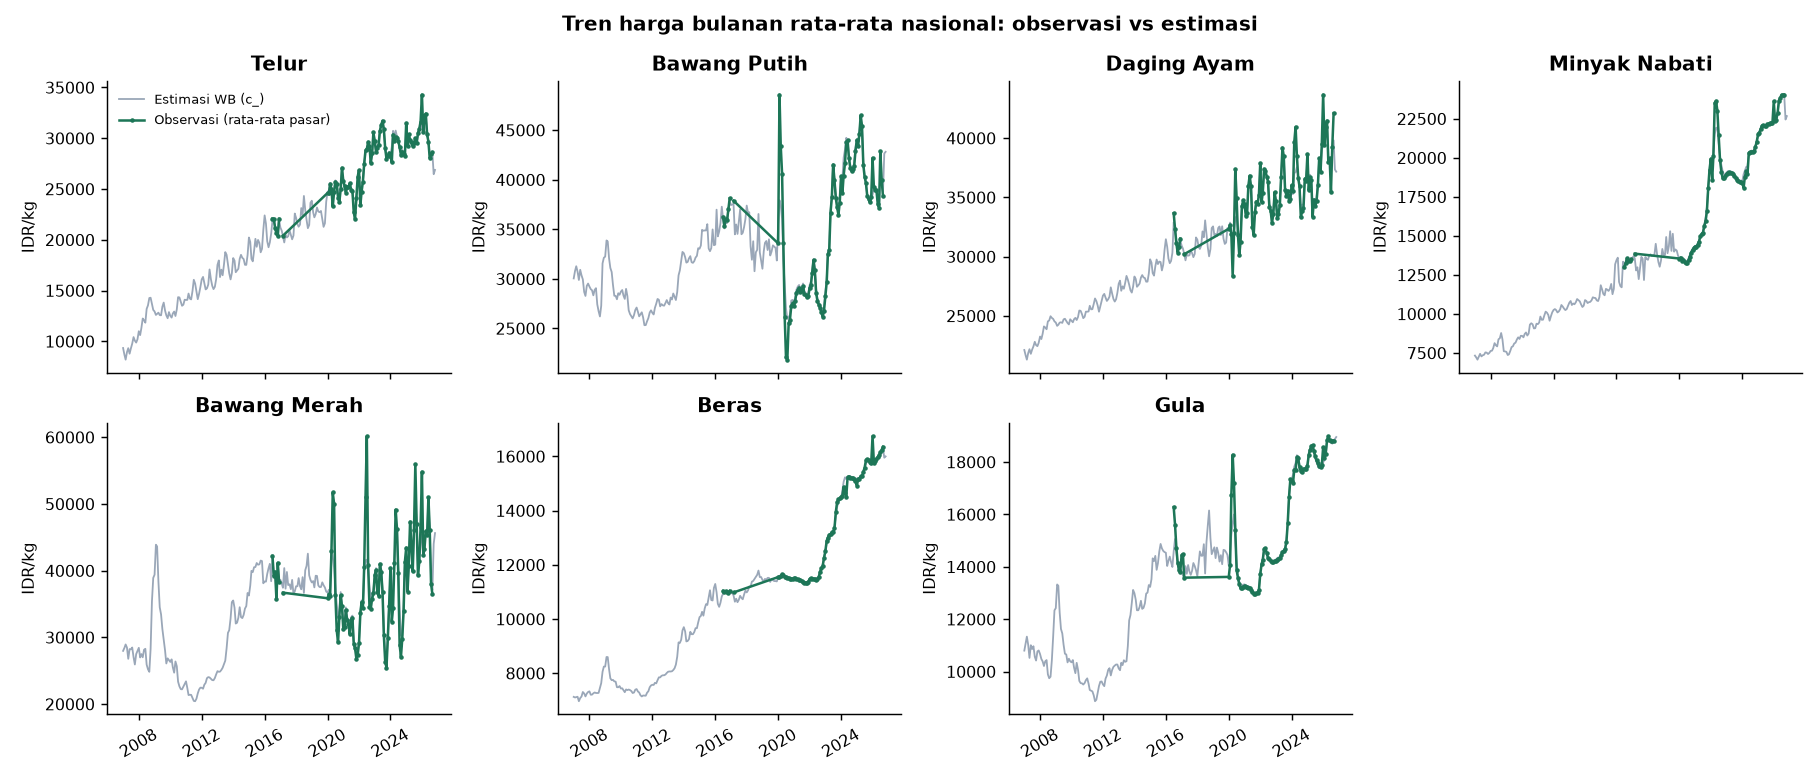 Tren harga bulanan rata-rata nasional: observasi vs estimasi
Telur
35000
30000
25000
20000
15000
10000
IDR/kg
Estimasi WB (c_)
Observasi (rata-rata pasar)
Bawang Putih
45000
40000
35000
30000
25000
IDR/kg
Daging Ayam
40000
35000
30000
25000
IDR/kg
Minyak Nabati
22500
20000
17500
15000
12500
10000
7500
IDR/kg
Bawang Merah
60000
50000
40000
30000
20000
IDR/kg
2008 2012 2016 2020 2024
Beras
16000
14000
12000
10000
8000
IDR/kg
2008 2012 2016 2020 2024
Gula
18000
16000
14000
12000
10000
IDR/kg
2008 2012 2016 2020 2024